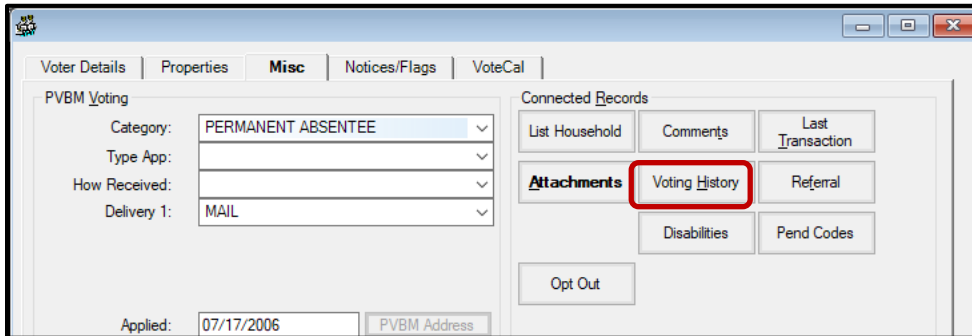 Voter Details Properties Misc Notices/Flags VoteCal
PVBM Voting
Category: PERMANENT ABSENTEE
Type App:
How Received:
Delivery 1: MAIL
Applied: 07/17/2006 PVBM Address
Connected Records
List Household Comments Last Transaction
Attachments Voting History Referral
Disabilities Pend Codes
Opt Out